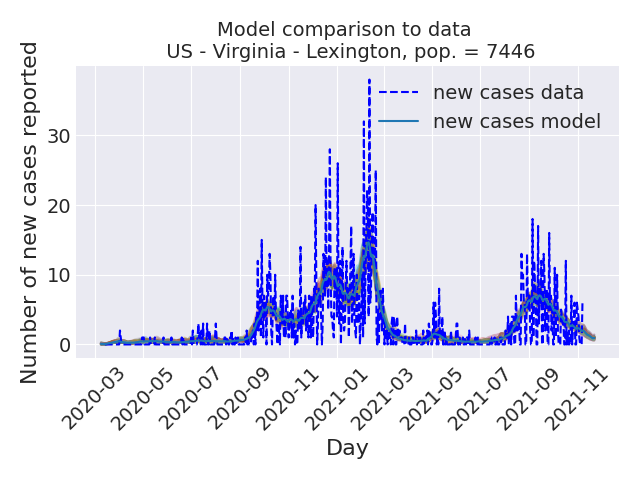 Model comparison to data
US - Virginia - Lexington, pop. = 7446
Number of new cases reported
30
20
10
0
new cases data
new cases model
2020-03
2020-05
2020-07
2020-09
2020-11
2021-01
2021-03
2021-05
2021-07
2021-09
2021-11
Day